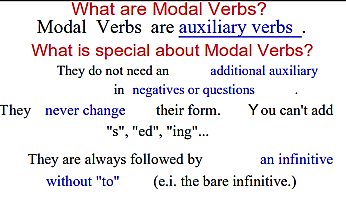 What are Modal Verbs?
Modal Verbs are auxiliary verbs .
What is special about Modal Verbs?
They do not need an additional auxiliary
in negatives or questions .
They never change their form. You can't add
"s", "ed", "ing"...
They are always followed by an infinitive
without "to" (e.i. the bare infinitive.)